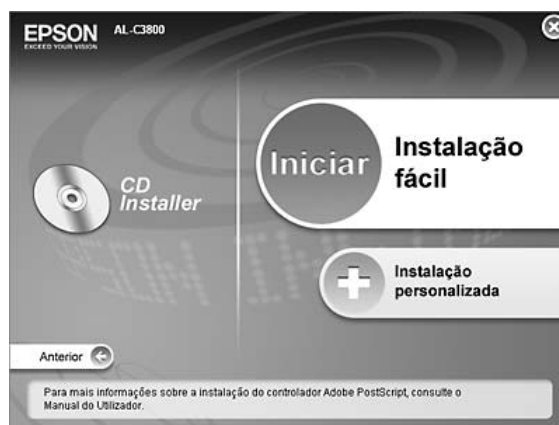 EPSON
EXCEED YOUR VISION
AL-C3800
Iniciar
Instalação
fácil
CD
Installer
Instalação
personalizada
Anterior
Para mais informações sobre a instalação do controlador Adobe PostScript, consulte o
Manual do Utilizador.